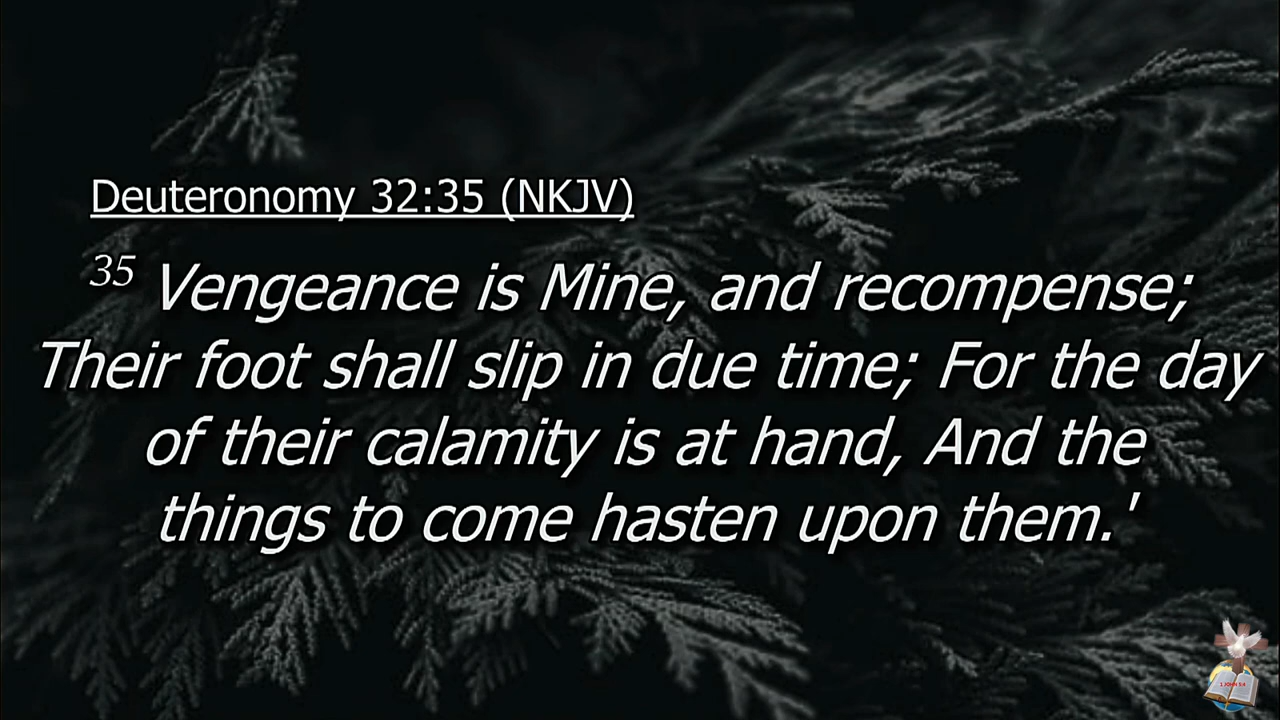 Deuteronomy 32:35 (NKJV)
35 Vengeance is Mine, and recompense;
Their foot shall slip in due time; For the day
of their calamity is at hand, And the
things to come hasten upon them.'